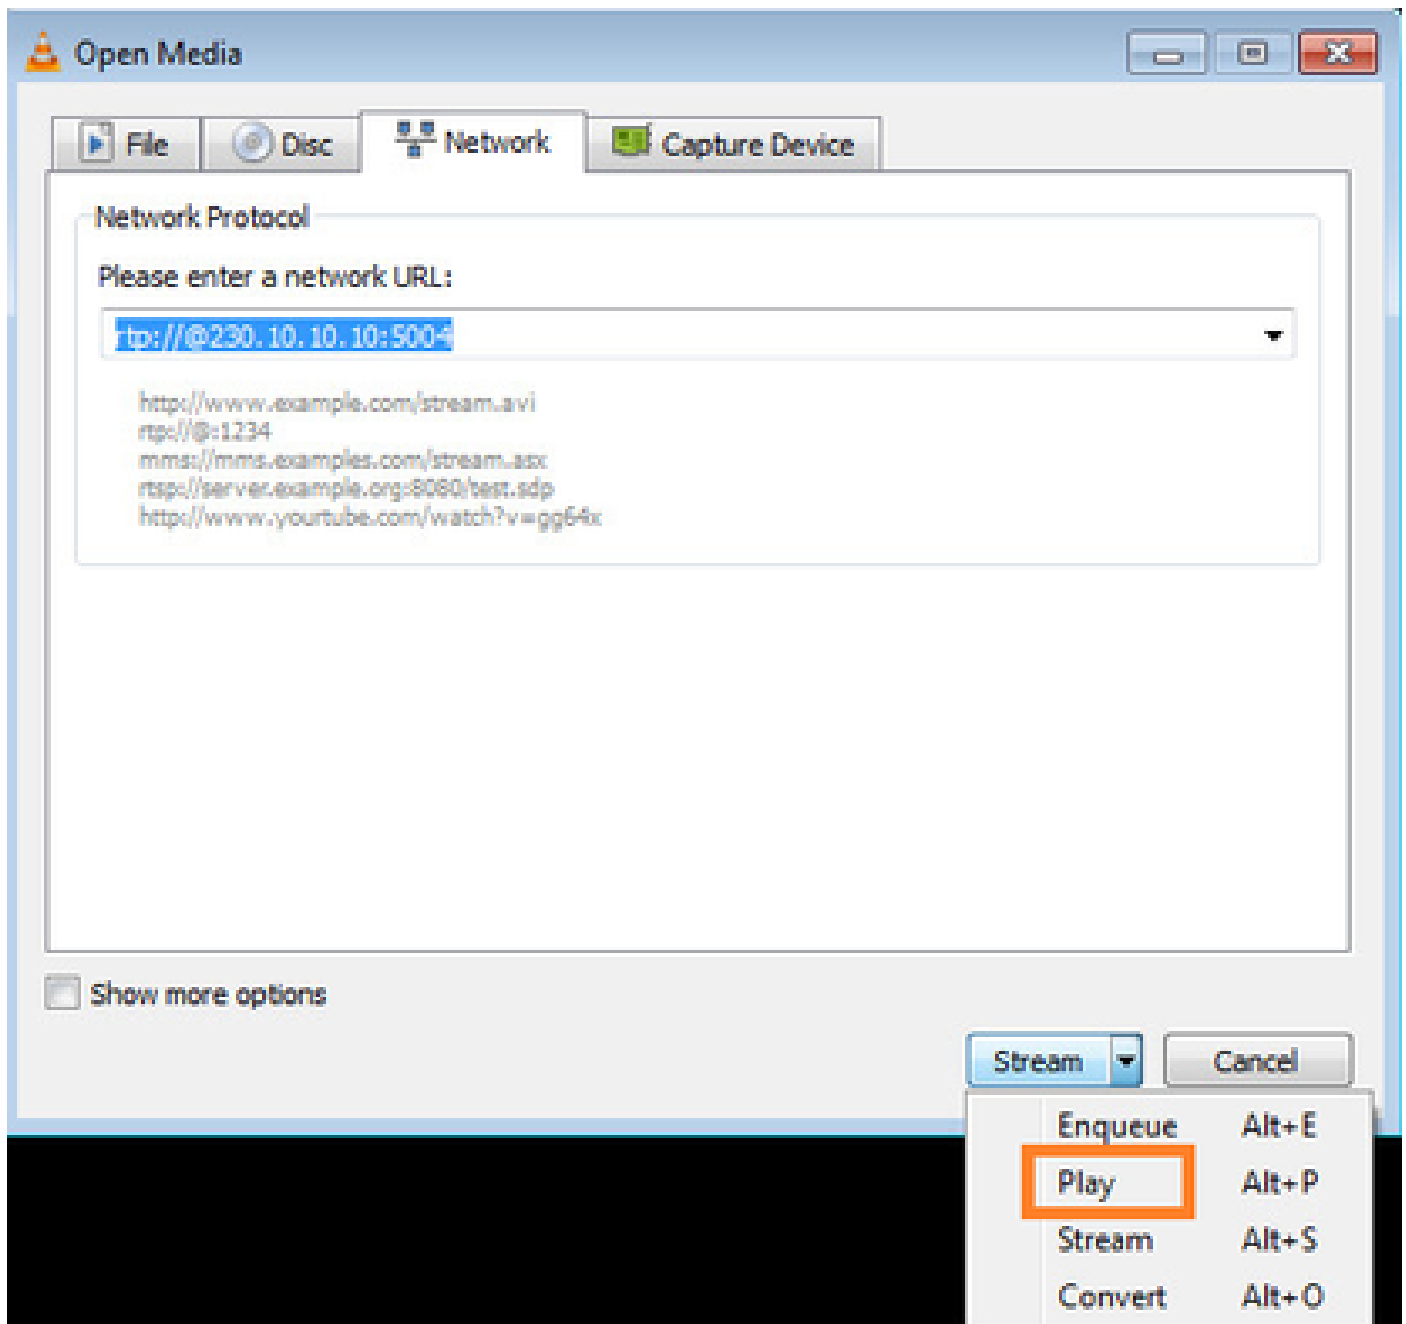 Open Media
File Disc Network Capture Device
Network Protocol
Please enter a network URL:
rtp://@230.10.10.10:5004
http://www.example.com/stream.avi
rtp://@:1234
mms://mms.examples.com/stream.asx
rtsp://server.example.org:8080/test.sdp
http://www.yourtube.com/watch?v=gg64x
Show more options
Stream Cancel
Enqueue Alt+E
Play Alt+P
Stream Alt+S
Convert Alt+O